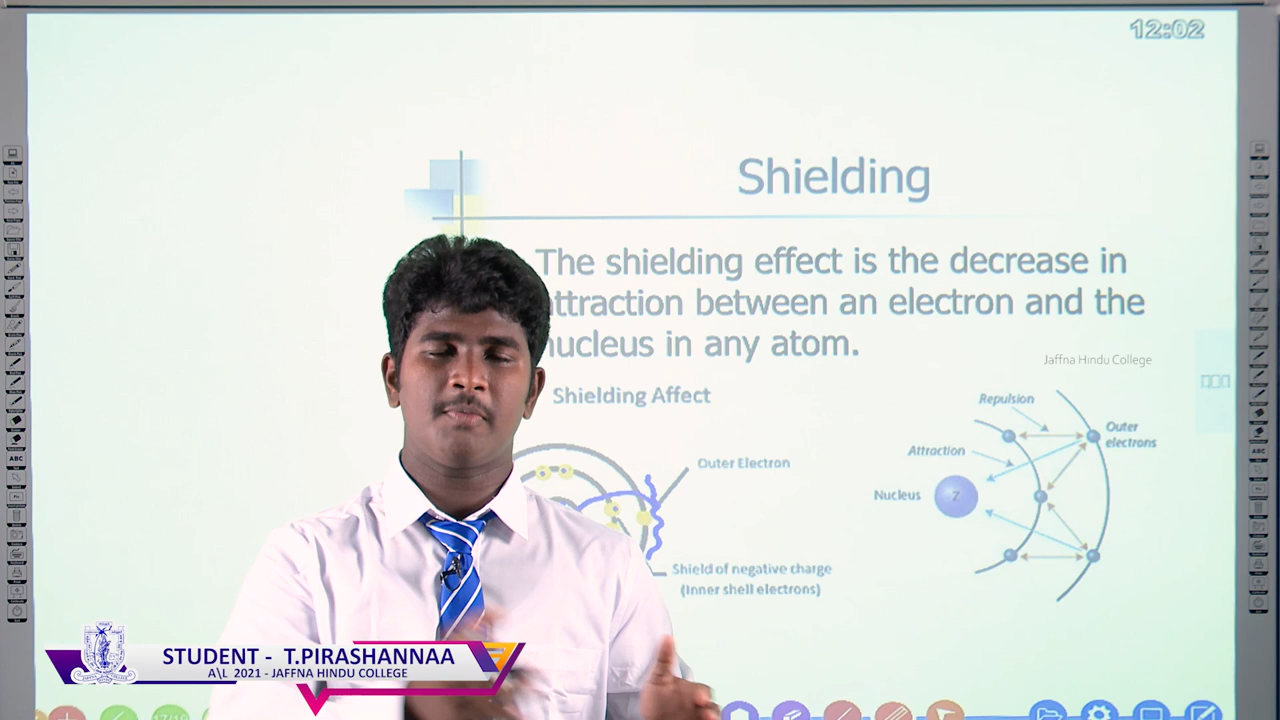 12:02
Shielding
The shielding effect is the decrease in
attraction between an electron and the
nucleus in any atom.
Jaffna Hindu College
Shielding Affect
Repulsion
Outer
electrons
Attraction
Outer Electron
Nucleus
Z
Shield of negative charge
(Inner shell electrons)
ABC
ABC
STUDENT - T.PIRASHANNAA
A\L 2021 - JAFFNA HINDU COLLEGE